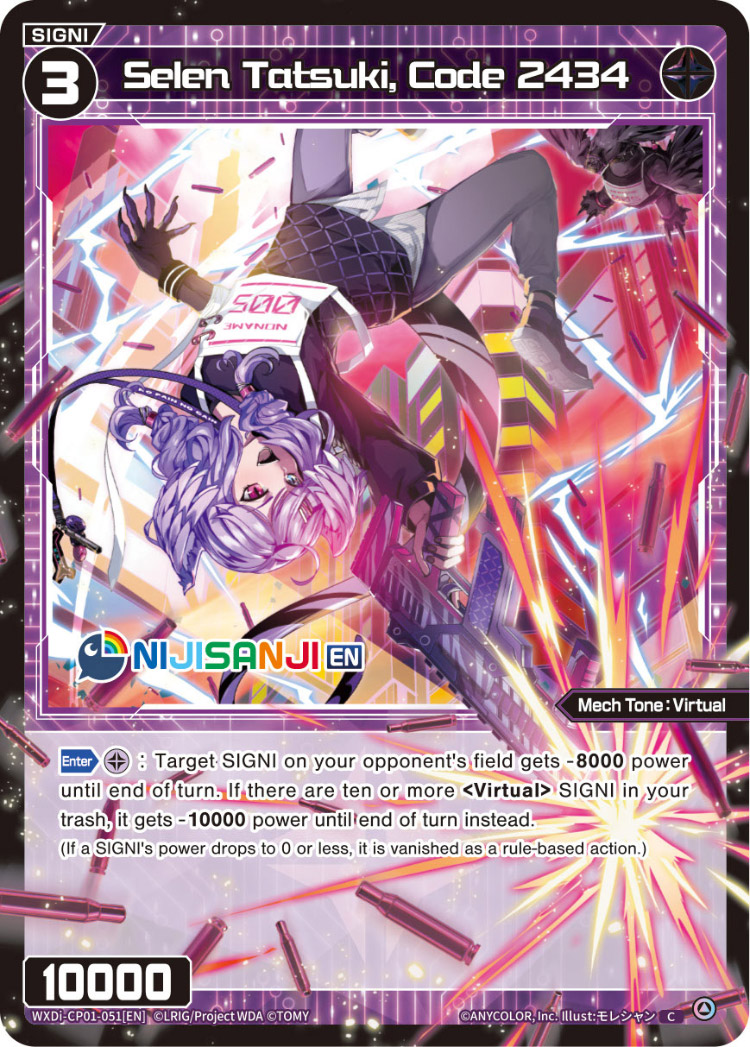 SIGNI
3
Selen Tatsuki, Code 2434
005
NONAME
NIJISANJI EN
Mech Tone：Virtual
Enter : Target SIGNI on your opponent's field gets -8000 power
until end of turn. If there are ten or more <Virtual> SIGNI in your
trash, it gets -10000 power until end of turn instead.
(If a SIGNI's power drops to 0 or less, it is vanished as a rule-based action.)
10000
WXDi-CP01-051[EN] ©LRIG/Project WDA ©TOMY
©ANYCOLOR, Inc. Illust:モレシャン C